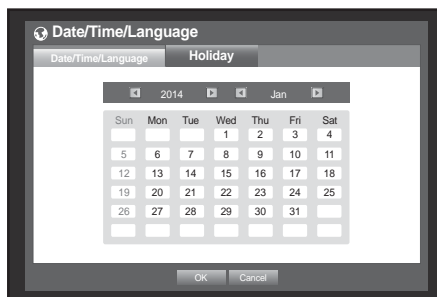 Date/Time/Language
Date/Time/Language Holiday
2014 Jan
Sun Mon Tue Wed Thu Fri Sat
1 2 3 4
5 6 7 8 9 10 11
12 13 14 15 16 17 18
19 20 21 22 23 24 25
26 27 28 29 30 31
OK Cancel